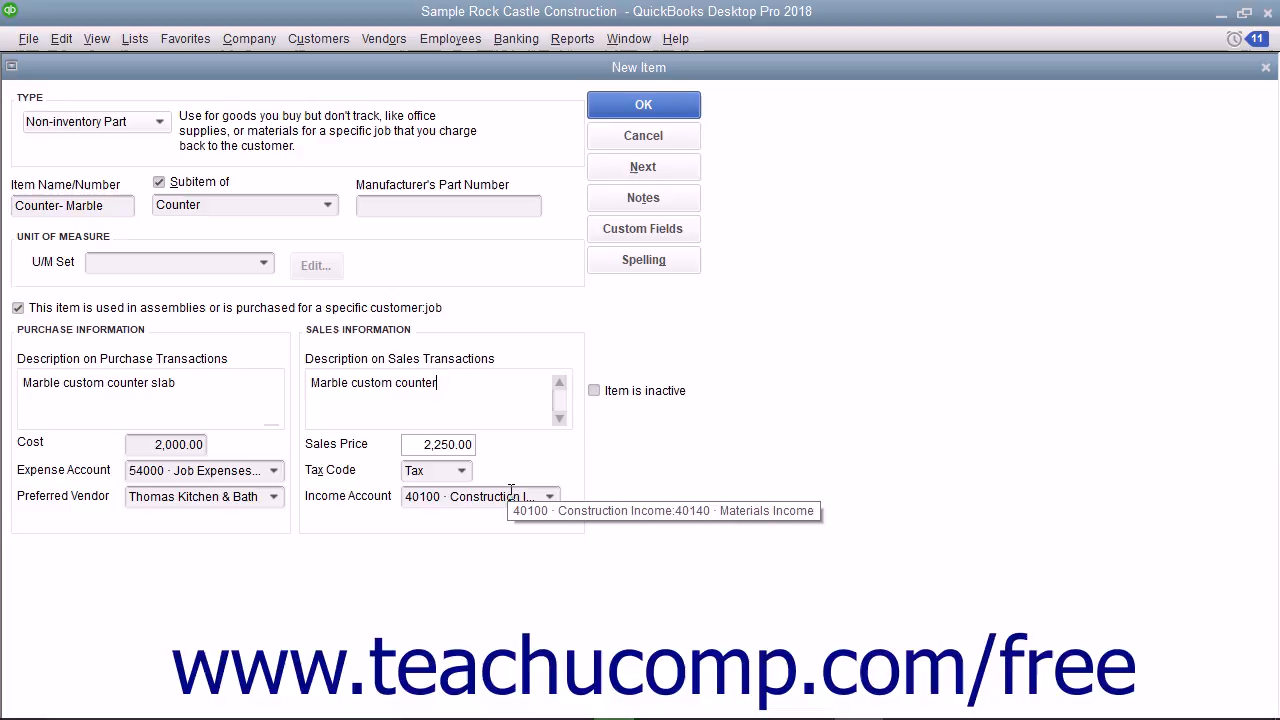 Sample Rock Castle Construction - QuickBooks Desktop Pro 2018
File Edit View Lists Favorites Company Customers Vendors Employees Banking Reports Window Help 11
New Item
TYPE
Non-inventory Part
Use for goods you buy but don't track, like office
supplies, or materials for a specific job that you charge
back to the customer.
OK
Cancel
Next
Notes
Custom Fields
Spelling
Item Name/Number
Subitem of
Manufacturer's Part Number
Counter- Marble
Counter
UNIT OF MEASURE
U/M Set
Edit...
This item is used in assemblies or is purchased for a specific customer:job
PURCHASE INFORMATION
Description on Purchase Transactions
Marble custom counter slab
Cost 2,000.00
Expense Account 54000 · Job Expenses...
Preferred Vendor Thomas Kitchen & Bath
SALES INFORMATION
Description on Sales Transactions
Marble custom counter
Sales Price 2,250.00
Tax Code Tax
Income Account 40100 · Construction I...
40100 · Construction Income:40140 · Materials Income
Item is inactive
www.teachucomp.com/free